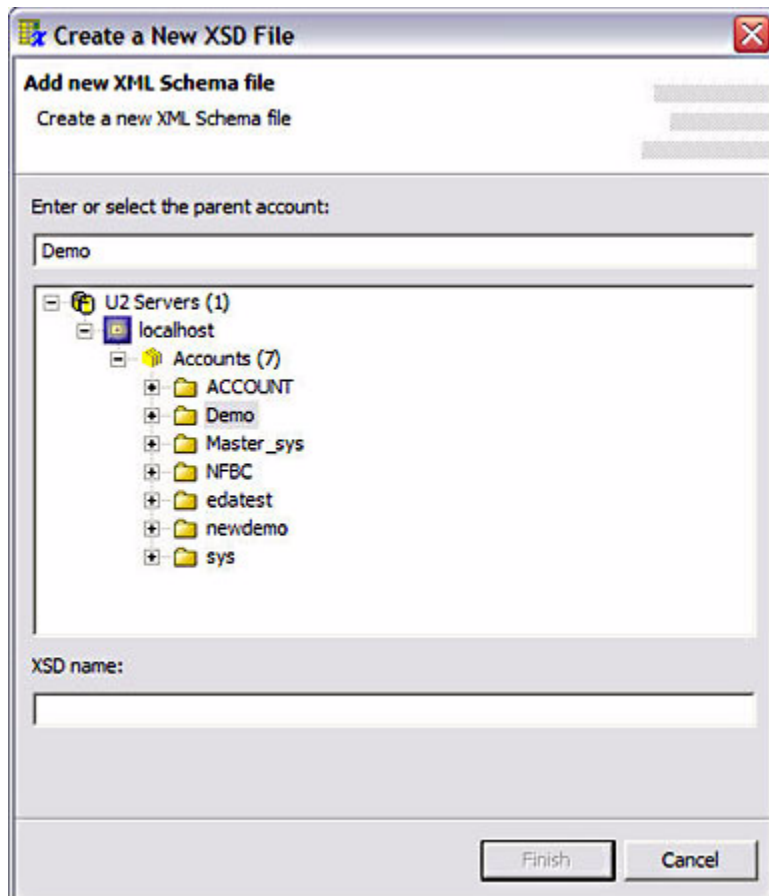 Create a New XSD File
Add new XML Schema file
Create a new XML Schema file
Enter or select the parent account:
Demo
U2 Servers (1)
localhost
Accounts (7)
ACCOUNT
Demo
Master_sys
NFBC
edatest
newdemo
sys
XSD name:
Finish
Cancel